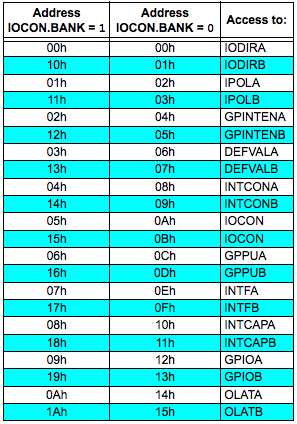 Address IOCON.BANK = 1 Address IOCON.BANK = 0 Access to:
00h 00h IODIRA
10h 01h IODIRB
01h 02h IPOLA
11h 03h IPOLB
02h 04h GPINTENA
12h 05h GPINTENB
03h 06h DEFVALA
13h 07h DEFVALB
04h 08h INTCONA
14h 09h INTCONB
05h 0Ah IOCON
15h 0Bh IOCON
06h 0Ch GPPUA
16h 0Dh GPPUB
07h 0Eh INTFA
17h 0Fh INTFB
08h 10h INTCAPA
18h 11h INTCAPB
09h 12h GPIOA
19h 13h GPIOB
0Ah 14h OLATA
1Ah 15h OLATB